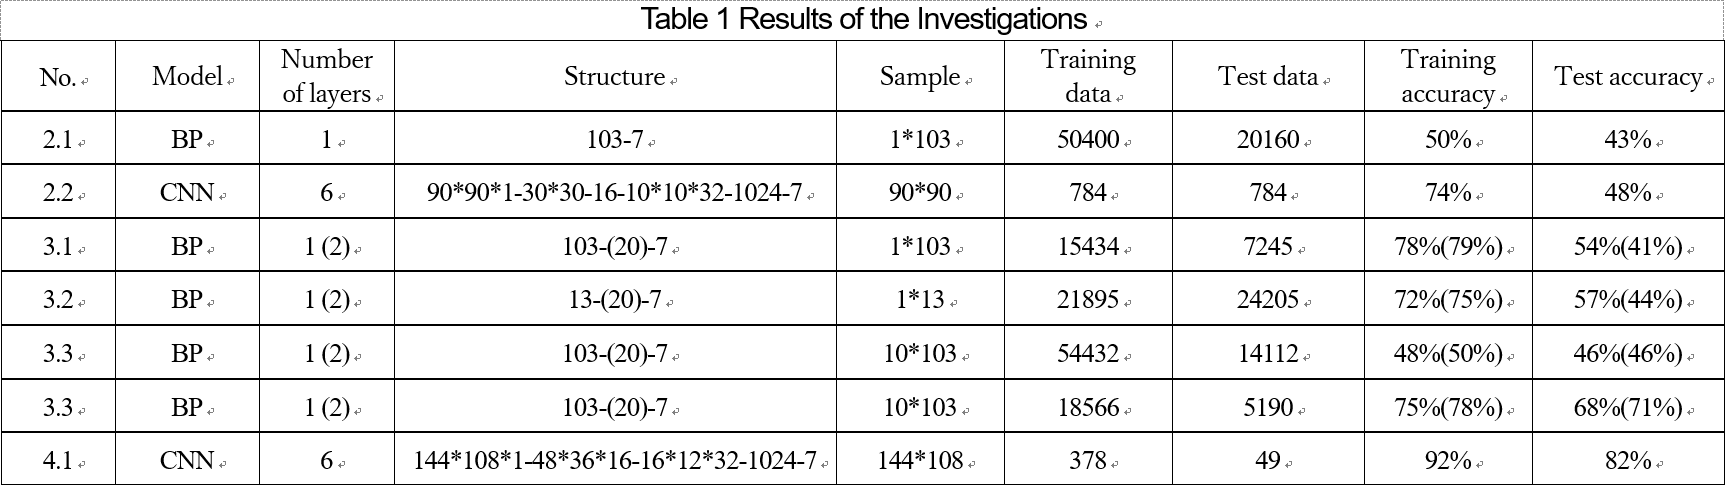 Table 1 Results of the Investigations
No. Model Number of layers Structure Sample Training data Test data Training accuracy Test accuracy
2.1 BP 1 103-7 1*103 50400 20160 50% 43%
2.2 CNN 6 90*90*1-30*30-16-10*10*32-1024-7 90*90 784 784 74% 48%
3.1 BP 1 (2) 103-(20)-7 1*103 15434 7245 78%(79%) 54%(41%)
3.2 BP 1 (2) 13-(20)-7 1*13 21895 24205 72%(75%) 57%(44%)
3.3 BP 1 (2) 103-(20)-7 10*103 54432 14112 48%(50%) 46%(46%)
3.3 BP 1 (2) 103-(20)-7 10*103 18566 5190 75%(78%) 68%(71%)
4.1 CNN 6 144*108*1-48*36*16-16*12*32-1024-7 144*108 378 49 92% 82%